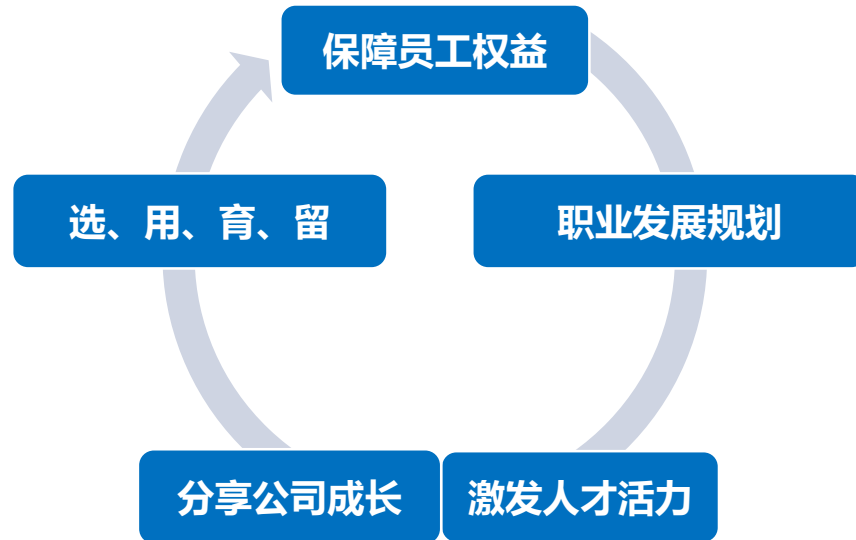 保障员工权益
选、用、育、留
职业发展规划
分享公司成长
激发人才活力